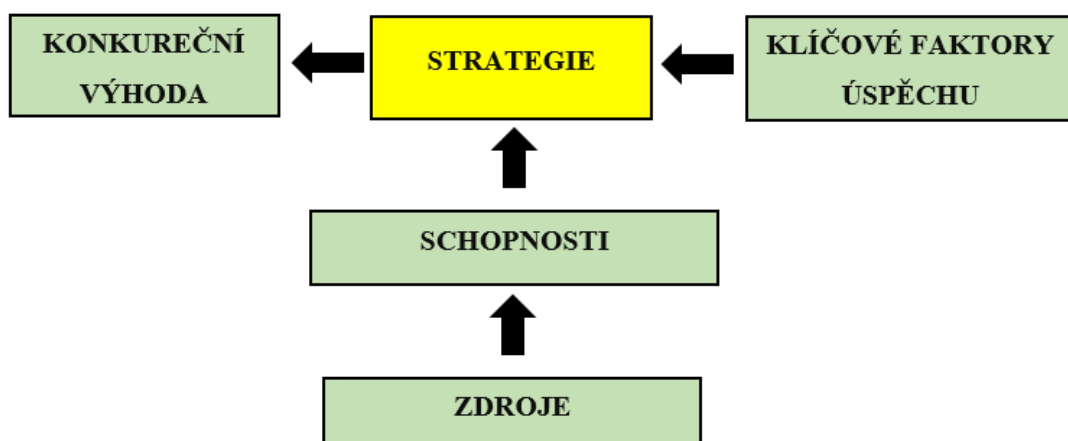 KONKUREČNÍ
VÝHODA
STRATEGIE
KLÍČOVÉ FAKTORY
ÚSPĚCHU
SCHOPNOSTI
ZDROJE